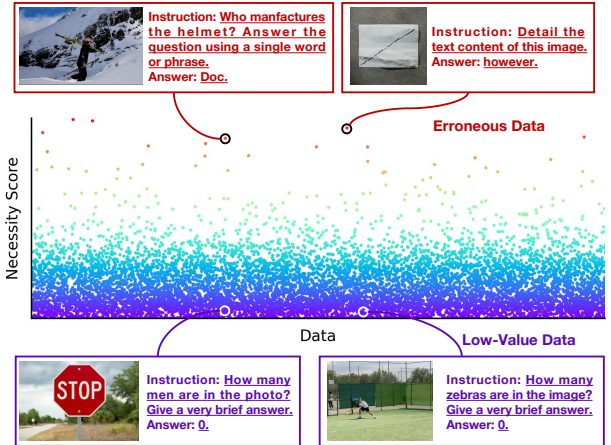 Instruction: Who manfactures
the helmet? Answer the
question using a single word
or phrase.
Answer: Doc.
Instruction: Detail the
text content of this image.
Answer: however.
Erroneous Data
Necessity Score
Data
Low-Value Data
STOP
Instruction: How many
men are in the photo?
Give a very brief answer.
Answer: 0.
Instruction: How many
zebras are in the image?
Give a very brief answer.
Answer: 0.